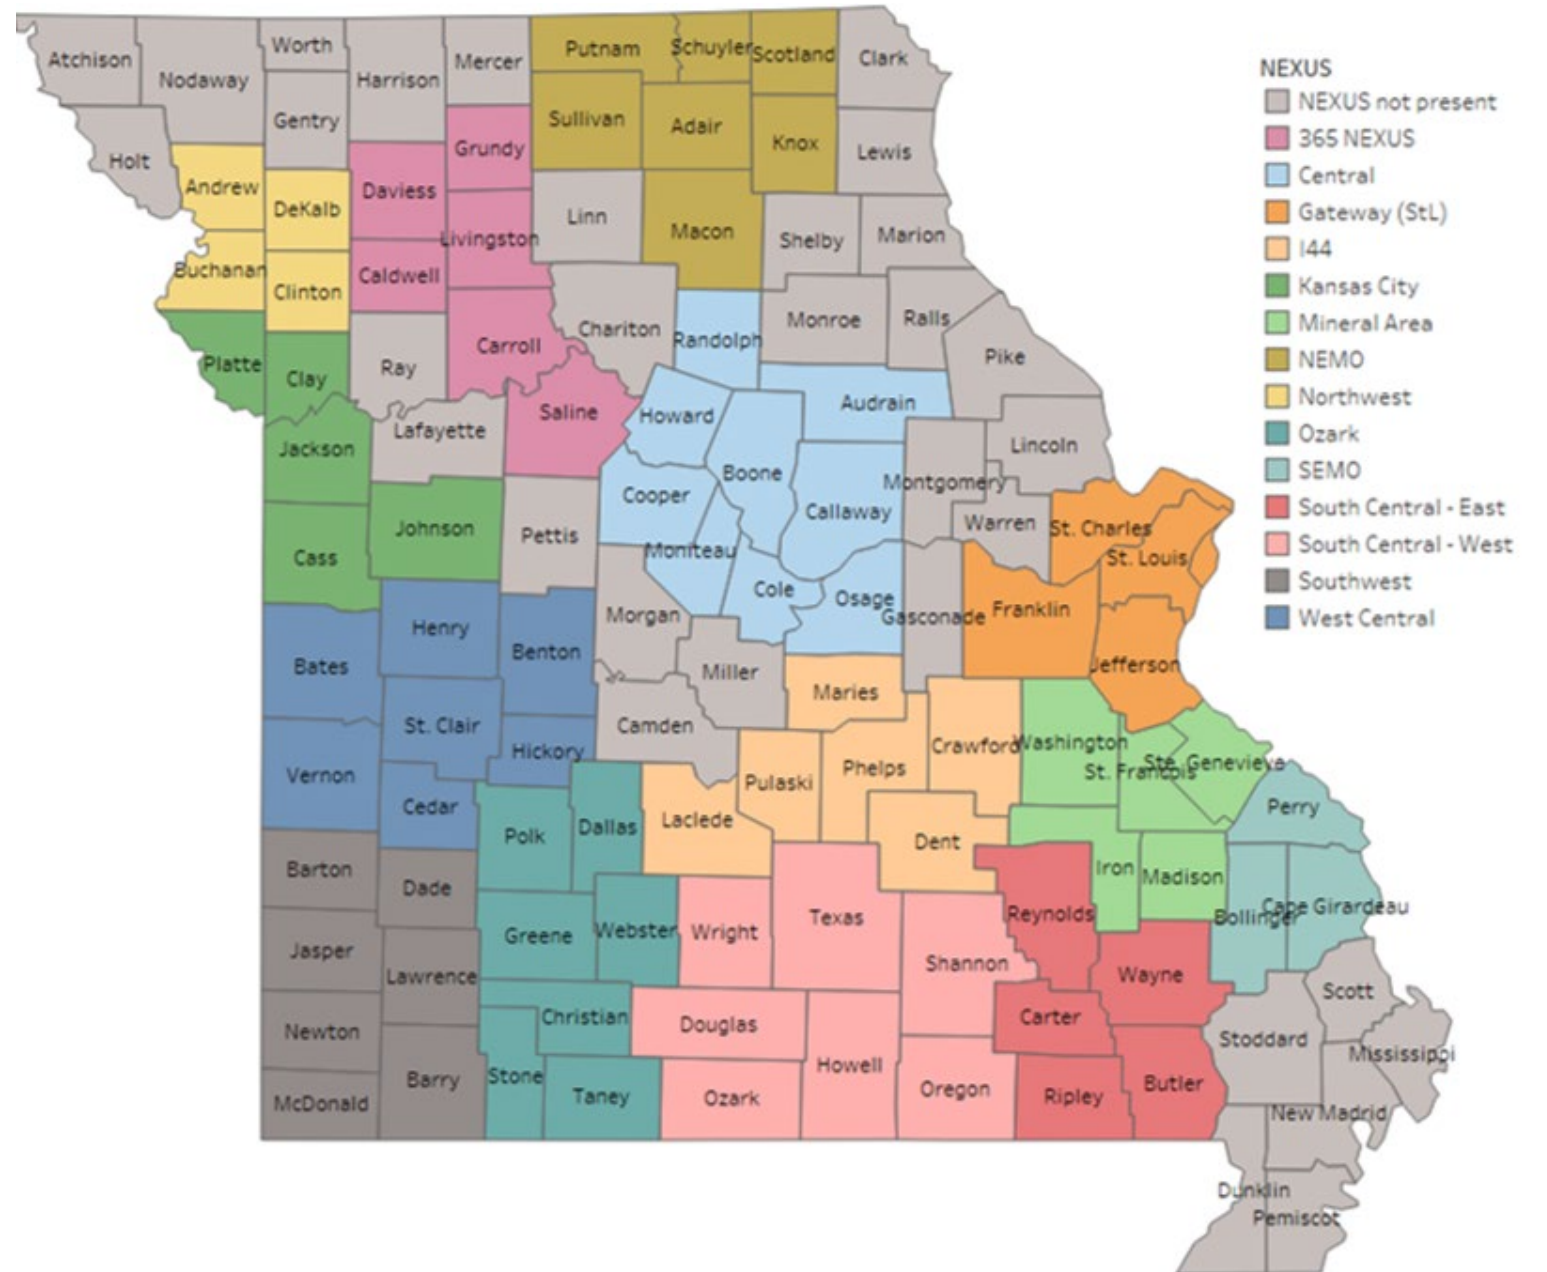 Atchison
Nodaway
Worth
Gentry
Harrison
Mercer
Putnam
Schuyler
Scotland
Clark
Holt
Andrew
DeKalb
Daviess
Grundy
Sullivan
Adair
Knox
Lewis
Buchanan
Clinton
Caldwell
Livingston
Linn
Macon
Shelby
Marion
Platte
Clay
Ray
Carroll
Chariton
Randolph
Monroe
Ralls
Pike
Jackson
Lafayette
Saline
Howard
Boone
Audrain
Montgomery
Lincoln
Cass
Johnson
Pettis
Cooper
Moniteau
Callaway
Warren
St. Charles
St. Louis
Bates
Henry
Benton
Morgan
Cole
Osage
Gasconade
Franklin
Jefferson
Vernon
St. Clair
Hickory
Camden
Miller
Maries
Cedar
Polk
Dallas
Laclede
Pulaski
Phelps
Crawford
Washington
St. Francois
Ste. Genevieve
Perry
Barton
Dade
Greene
Webster
Wright
Texas
Dent
Iron
Madison
Reynolds
Bollinger
Cape Girardeau
Jasper
Lawrence
Christian
Douglas
Shannon
Wayne
Scott
Newton
Barry
Stone
Taney
Ozark
Howell
Oregon
Carter
Ripley
Butler
Stoddard
Mississippi
McDonald
New Madrid
Dunklin
Pemiscot
NEXUS
NEXUS not present
365 NEXUS
Central
Gateway (StL)
I44
Kansas City
Mineral Area
NEMO
Northwest
Ozark
SEMO
South Central - East
South Central - West
Southwest
West Central